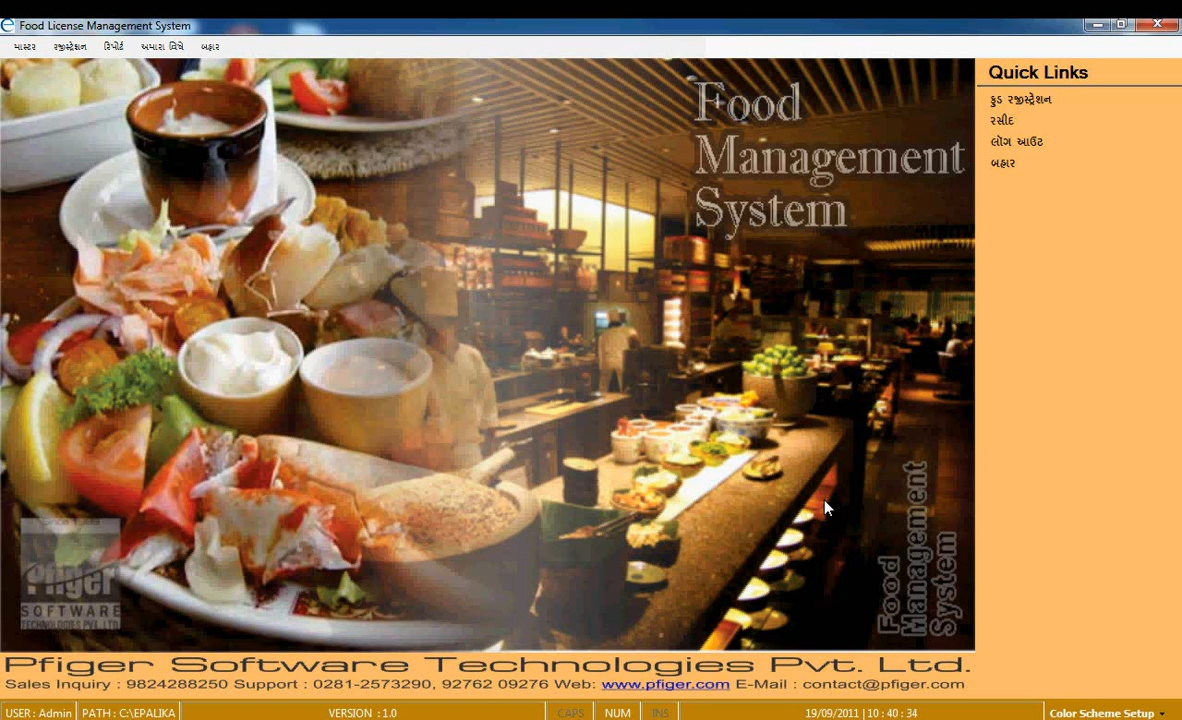 Food License Management System
માસ્ટર રજીસ્ટ્રેશન રિપોર્ટ અમારા વિષે બહાર
Food
Management
System
Quick Links
ફુડ રજીસ્ટ્રેશન
રસીદ
લૉગ આઉટ
બહાર
Food
Management
System
Pfiger
SOFTWARE
TECHNOLOGIES PVT. LTD.
Pfiger Software Technologies Pvt. Ltd.
Sales Inquiry : 9824288250 Support : 0281-2573290, 92762 09276 Web: www.pfiger.com E-Mail : contact@pfiger.com
USER : Admin PATH : C:\EPALIKA VERSION : 1.0 CAPS NUM INS 19/09/2011 | 10 : 40 : 34 Color Scheme Setup